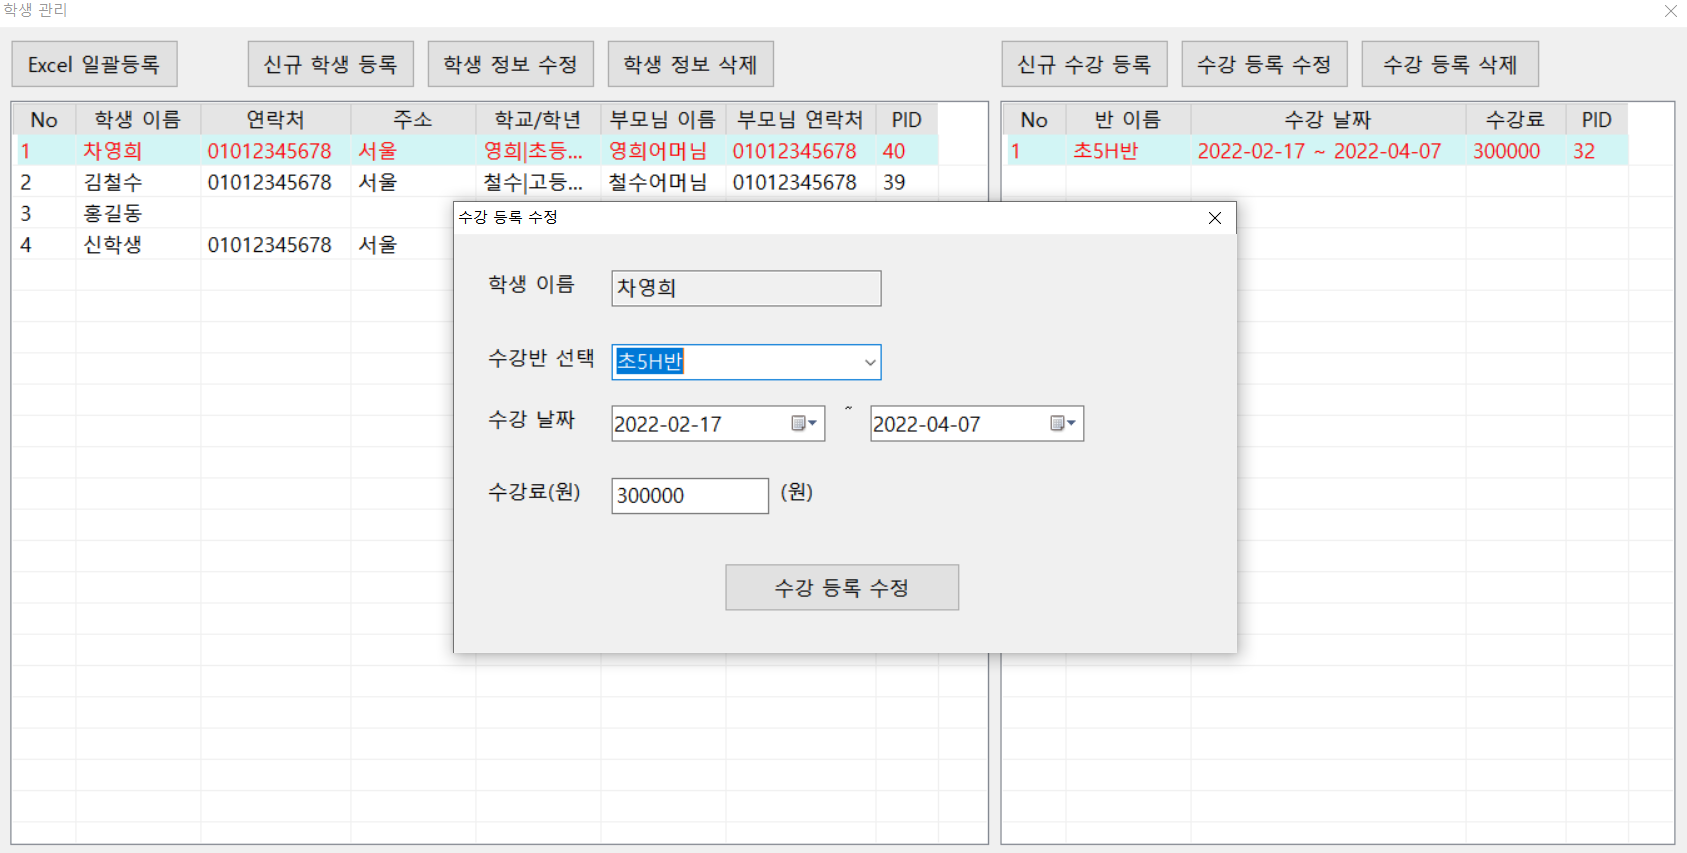 학생 관리
Excel 일괄등록 신규 학생 등록 학생 정보 수정 학생 정보 삭제 신규 수강 등록 수강 등록 수정 수강 등록 삭제
No 학생 이름 연락처 주소 학교/학년 부모님 이름 부모님 연락처 PID
1 차영희 01012345678 서울 영희|초등... 영희어머님 01012345678 40
2 김철수 01012345678 서울 철수|고등... 철수어머님 01012345678 39
3 홍길동
4 신학생 01012345678 서울
No 반 이름 수강 날짜 수강료 PID
1 초5H반 2022-02-17 ~ 2022-04-07 300000 32
수강 등록 수정
학생 이름 차영희
수강반 선택 초5H반
수강 날짜 2022-02-17 ~ 2022-04-07
수강료(원) 300000 (원)
수강 등록 수정